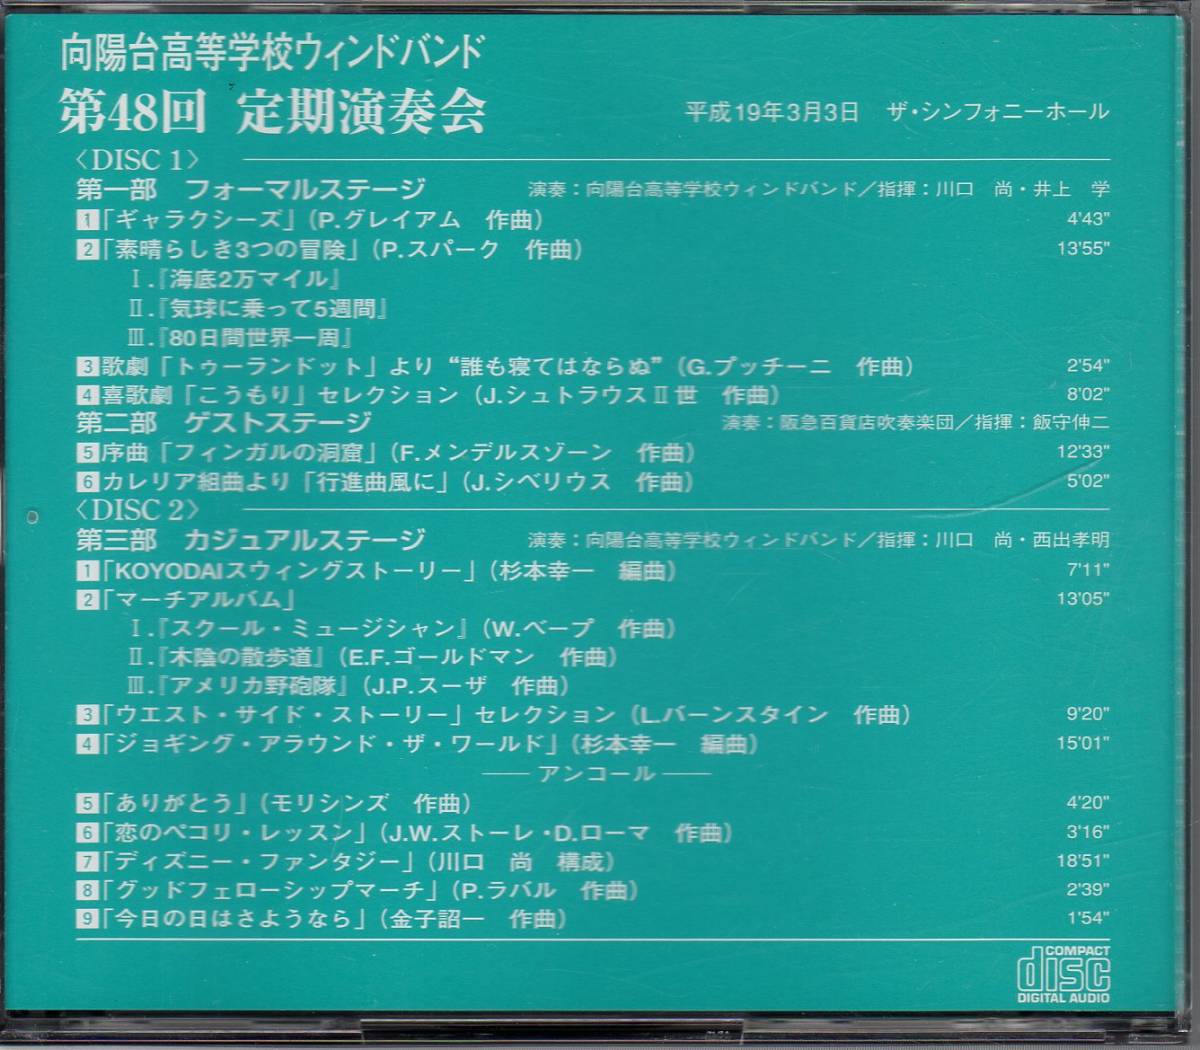 向陽台高等学校ウィンドバンド
第48回 定期演奏会 平成19年3月3日 ザ・シンフォニーホール
〈DISC 1〉
第一部 フォーマルステージ 演奏：向陽台高等学校ウィンドバンド／指揮：川口 尚・井上 学
1「ギャラクシーズ」(P.グレイアム 作曲) 4'43"
2「素晴らしき3つの冒険」(P.スパーク 作曲) 13'55"
Ⅰ.『海底2万マイル』
Ⅱ.『気球に乗って5週間』
Ⅲ.『80日間世界一周』
3歌劇「トゥーランドット」より“誰も寝てはならぬ”(G.プッチーニ 作曲) 2'54"
4喜歌劇「こうもり」セレクション(J.シュトラウスⅡ世 作曲) 8'02"
第二部 ゲストステージ 演奏：阪急百貨店吹奏楽団／指揮：飯守伸二
5序曲「フィンガルの洞窟」(F.メンデルスゾーン 作曲) 12'33"
6カレリア組曲より「行進曲風に」(J.シベリウス 作曲) 5'02"
〈DISC 2〉
第三部 カジュアルステージ 演奏：向陽台高等学校ウィンドバンド／指揮：川口 尚・西出孝明
1「KOYODAIスウィングストーリー」(杉本幸一 編曲) 7'11"
2「マーチアルバム」 13'05"
Ⅰ.『スクール・ミュージシャン』(W.ベープ 作曲)
Ⅱ.『木陰の散歩道』(E.F.ゴールドマン 作曲)
Ⅲ.『アメリカ野砲隊』(J.P.スーザ 作曲)
3「ウエスト・サイド・ストーリー」セレクション(L.バーンスタイン 作曲) 9'20"
4「ジョギング・アラウンド・ザ・ワールド」(杉本幸一 編曲) 15'01"
—— アンコール ——
5「ありがとう」(モリシンズ 作曲) 4'20"
6「恋のペコリ・レッスン」(J.W.ストーレ・D.ローマ 作曲) 3'16"
7「ディズニー・ファンタジー」(川口 尚 構成) 18'51"
8「グッドフェローシップマーチ」(P.ラバル 作曲) 2'39"
9「今日の日はさようなら」(金子詔一 作曲) 1'54"
COMPACT
disc
DIGITAL AUDIO